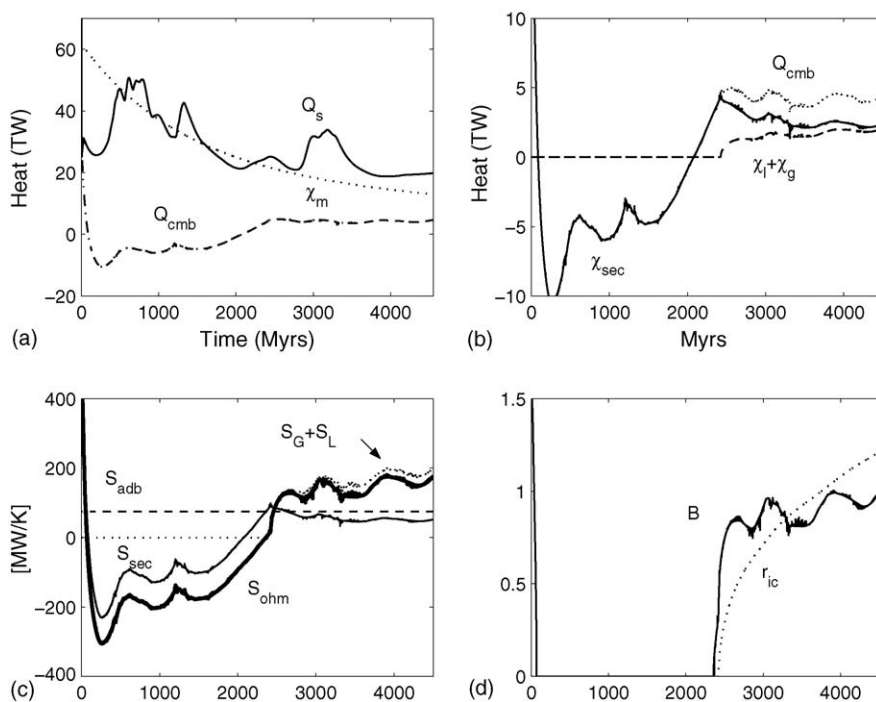 60
40
20
0
−20
Heat (TW)
Q_s
χ_m
Q_cmb
0 1000 2000 3000 4000
Time (Myrs)
(a)
10
5
0
−5
−10
Heat (TW)
Q_cmb
χ_l+χ_g
χ_sec
0 1000 2000 3000 4000
Myrs
(b)
400
200
0
−200
−400
[MW/K]
S_G+S_L
S_adb
S_sec
S_ohm
0 1000 2000 3000 4000
(c)
1.5
1
0.5
0
B
r_ic
0 1000 2000 3000 4000
(d)